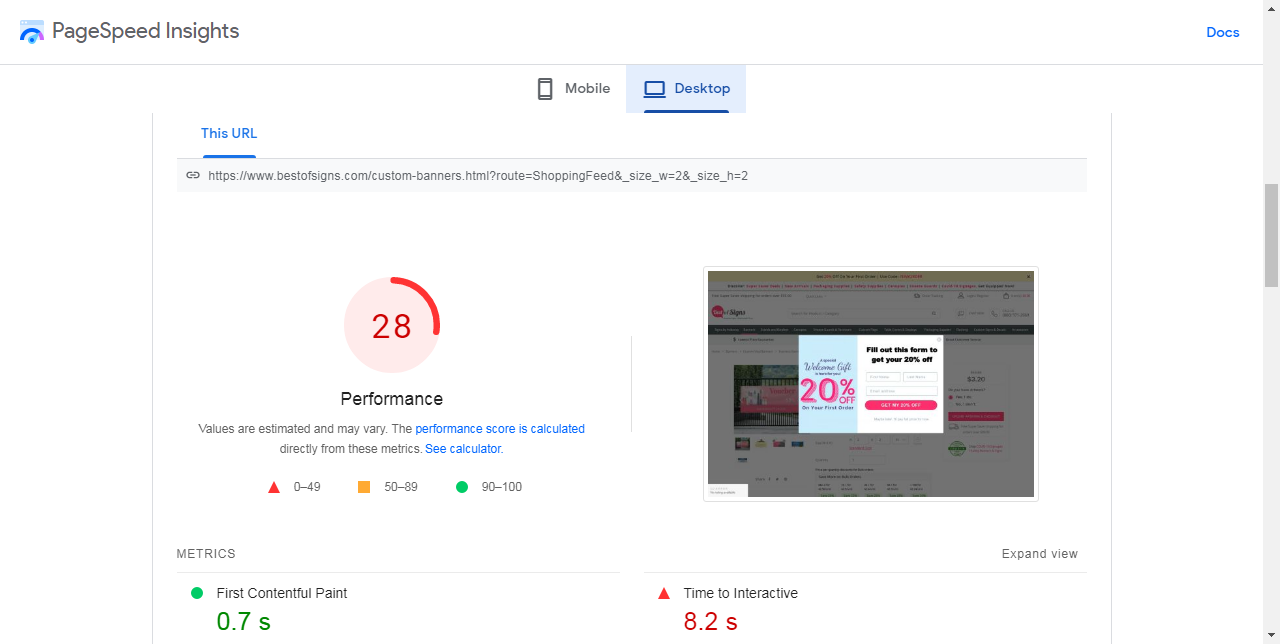 PageSpeed Insights
Docs
Mobile
Desktop
This URL
https://www.bestofsigns.com/custom-banners.html?route=ShoppingFeed&_size_w=2&_size_h=2
28
Performance
Values are estimated and may vary. The performance score is calculated
directly from these metrics. See calculator.
0–49
50–89
90–100
Fill out this form to
get your 20% off
A special
Welcome Gift
20%
OFF
On Your First Order
GET MY 20% OFF
$3.20
METRICS
Expand view
First Contentful Paint
0.7 s
Time to Interactive
8.2 s